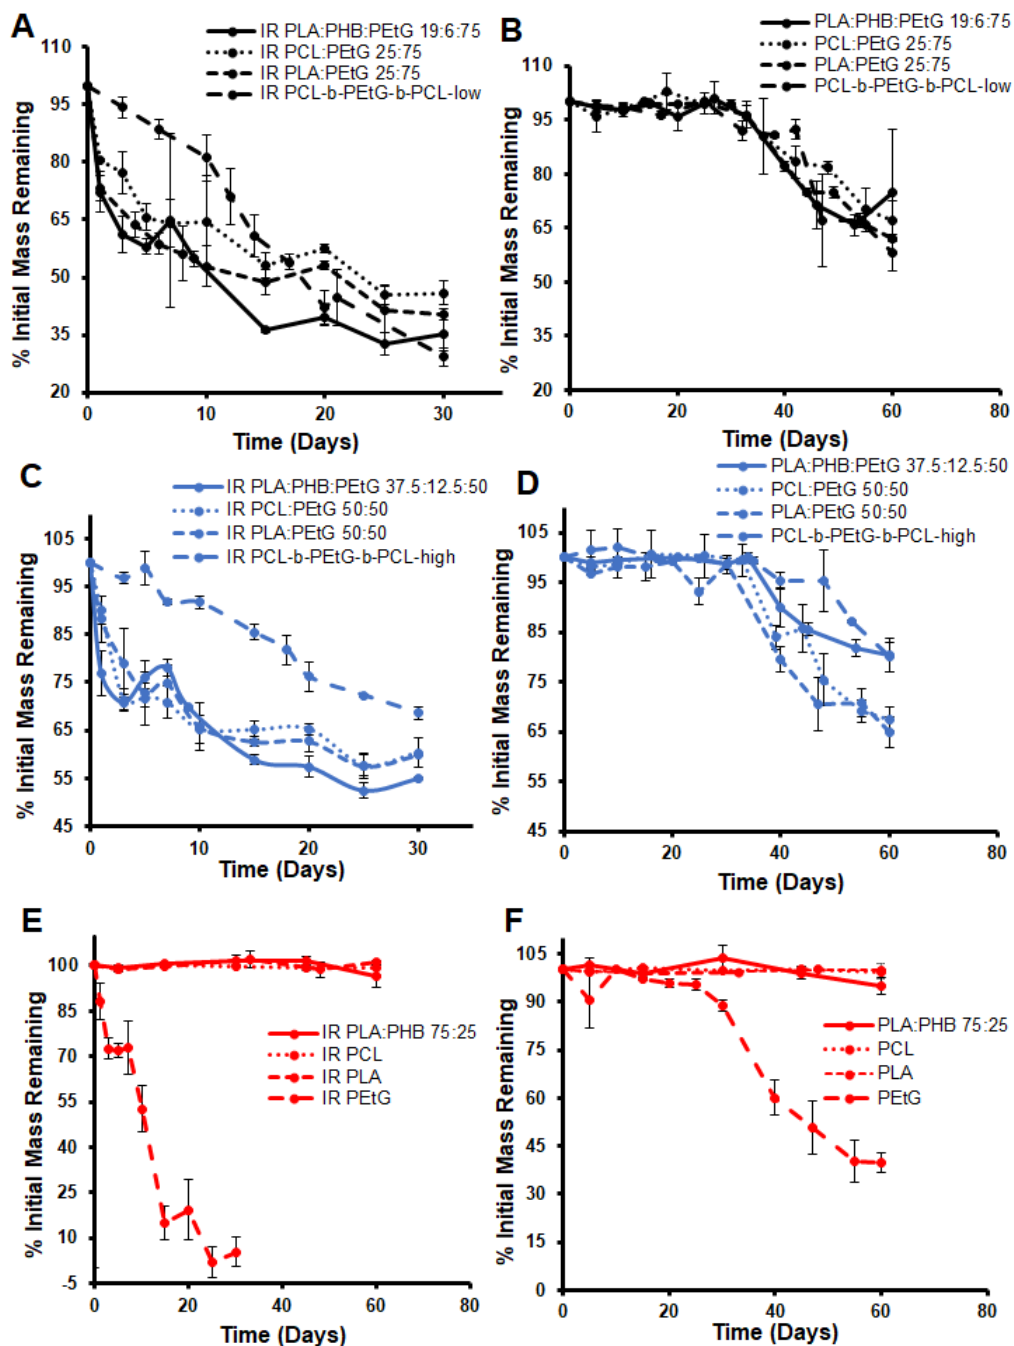 A
IR PLA:PHB:PEtG 19:6:75
IR PCL:PEtG 25:75
IR PLA:PEtG 25:75
IR PCL-b-PEtG-b-PCL-low
110
95
80
65
50
35
20
% Initial Mass Remaining
0
10
20
30
Time (Days)
B
PLA:PHB:PEtG 19:6:75
PCL:PEtG 25:75
PLA:PEtG 25:75
PCL-b-PEtG-b-PCL-low
110
95
80
65
50
35
20
% Initial Mass Remaining
0
20
40
60
80
Time (Days)
C
IR PLA:PHB:PEtG 37.5:12.5:50
IR PCL:PEtG 50:50
IR PLA:PEtG 50:50
IR PCL-b-PEtG-b-PCL-high
105
95
85
75
65
55
45
% Initial Mass Remaining
0
10
20
30
Time (Days)
D
PLA:PHB:PEtG 37.5:12.5:50
PCL:PEtG 50:50
PLA:PEtG 50:50
PCL-b-PEtG-b-PCL-high
105
95
85
75
65
55
45
% Initial Mass Remaining
0
20
40
60
80
Time (Days)
E
IR PLA:PHB 75:25
IR PCL
IR PLA
IR PEtG
100
85
70
55
40
25
10
-5
% Initial Mass Remaining
0
20
40
60
80
Time (Days)
F
PLA:PHB 75:25
PCL
PLA
PEtG
105
90
75
60
45
30
15
0
% Initial Mass Remaining
0
20
40
60
80
Time (Days)